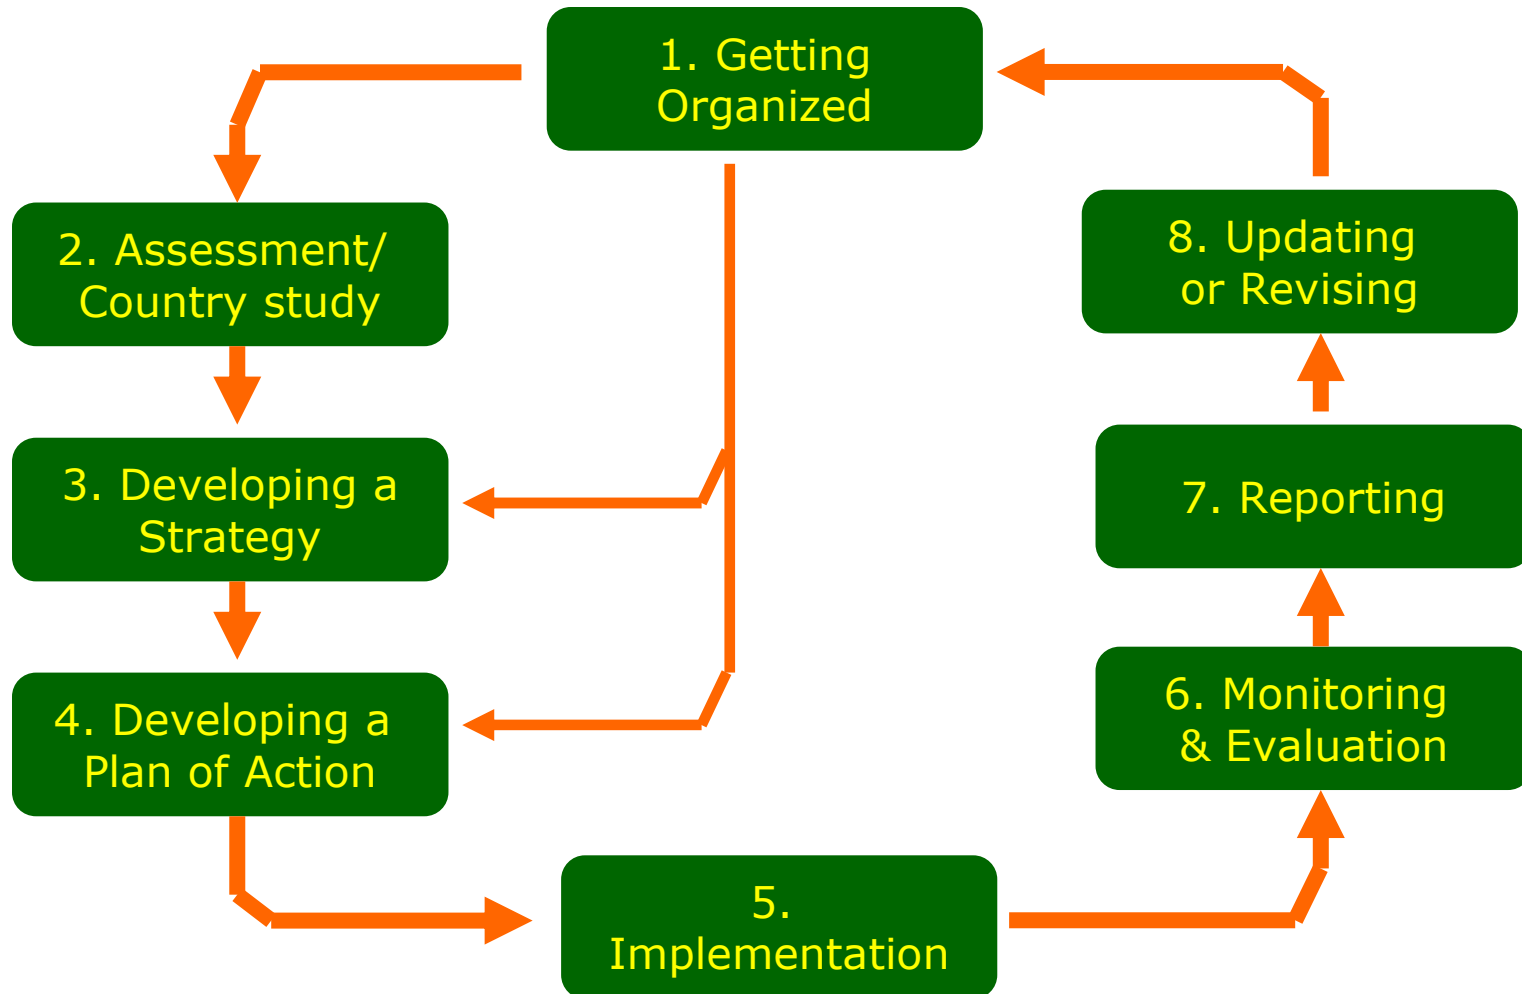 1. Getting
Organized
2. Assessment/
Country study
3. Developing a
Strategy
4. Developing a
Plan of Action
5.
Implementation
6. Monitoring
& Evaluation
7. Reporting
8. Updating
or Revising